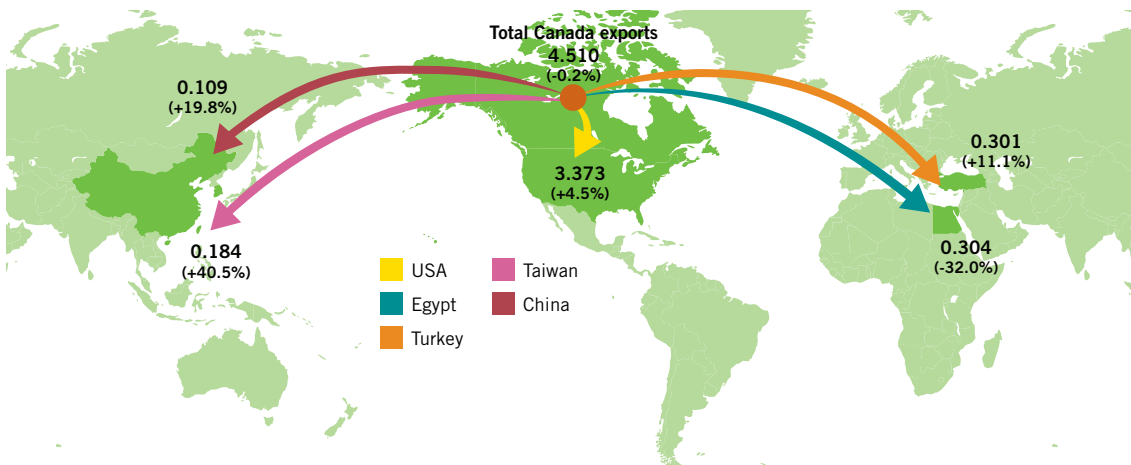 Total Canada exports
4.510
(-0.2%)
0.109
(+19.8%)
0.301
(+11.1%)
3.373
(+4.5%)
0.184
(+40.5%)
0.304
(-32.0%)
USA
Taiwan
Egypt
China
Turkey